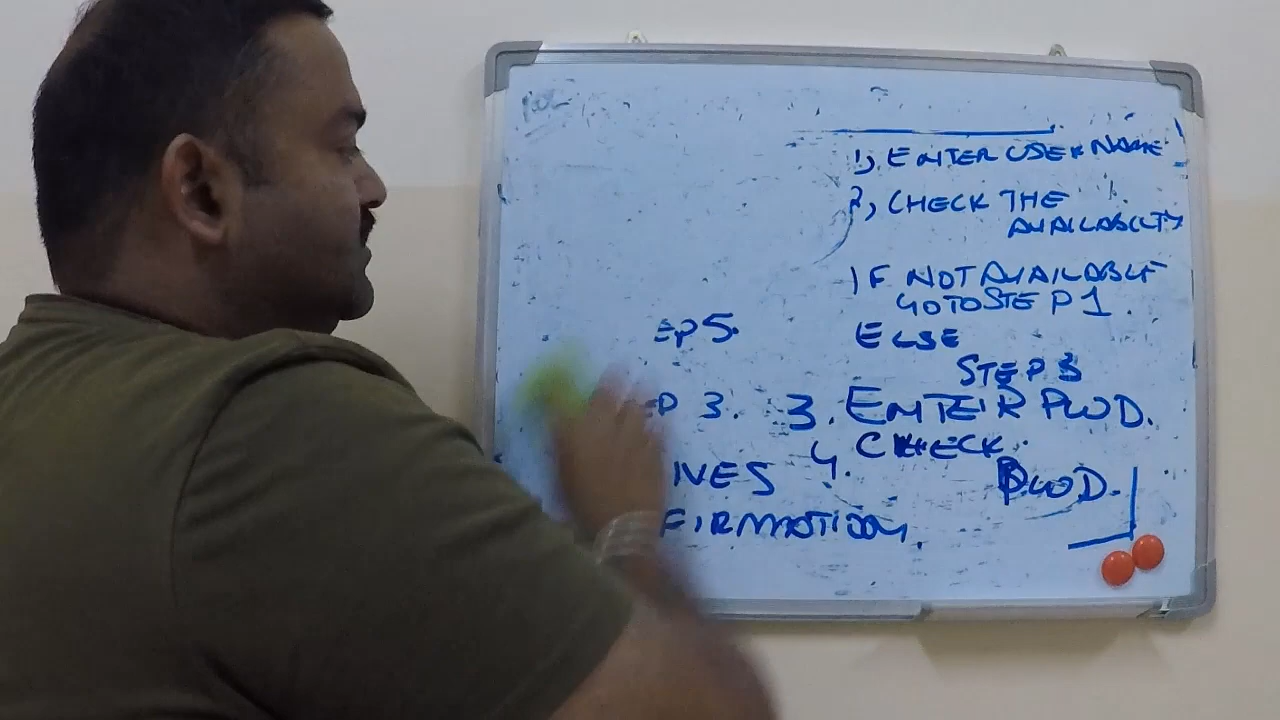 1, ENTER USER NAME
2, CHECK THE
AVAILABILTY
IF NOT AVAILABLE
GOTO STEP 1.
ELSE
STEP 3
3. ENTER PWD.
4. CHECK
PWD.
EP 5.
P 3.
IVES
FIRMATION.